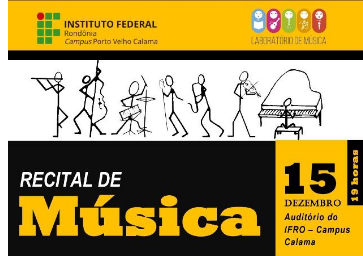 INSTITUTO FEDERAL
Rondônia
Campus Porto Velho Calama
LABORATÓRIO DE MÚSICA
RECITAL DE
Música
15
DEZEMBRO
19 horas
Auditório do
IFRO – Campus
Calama